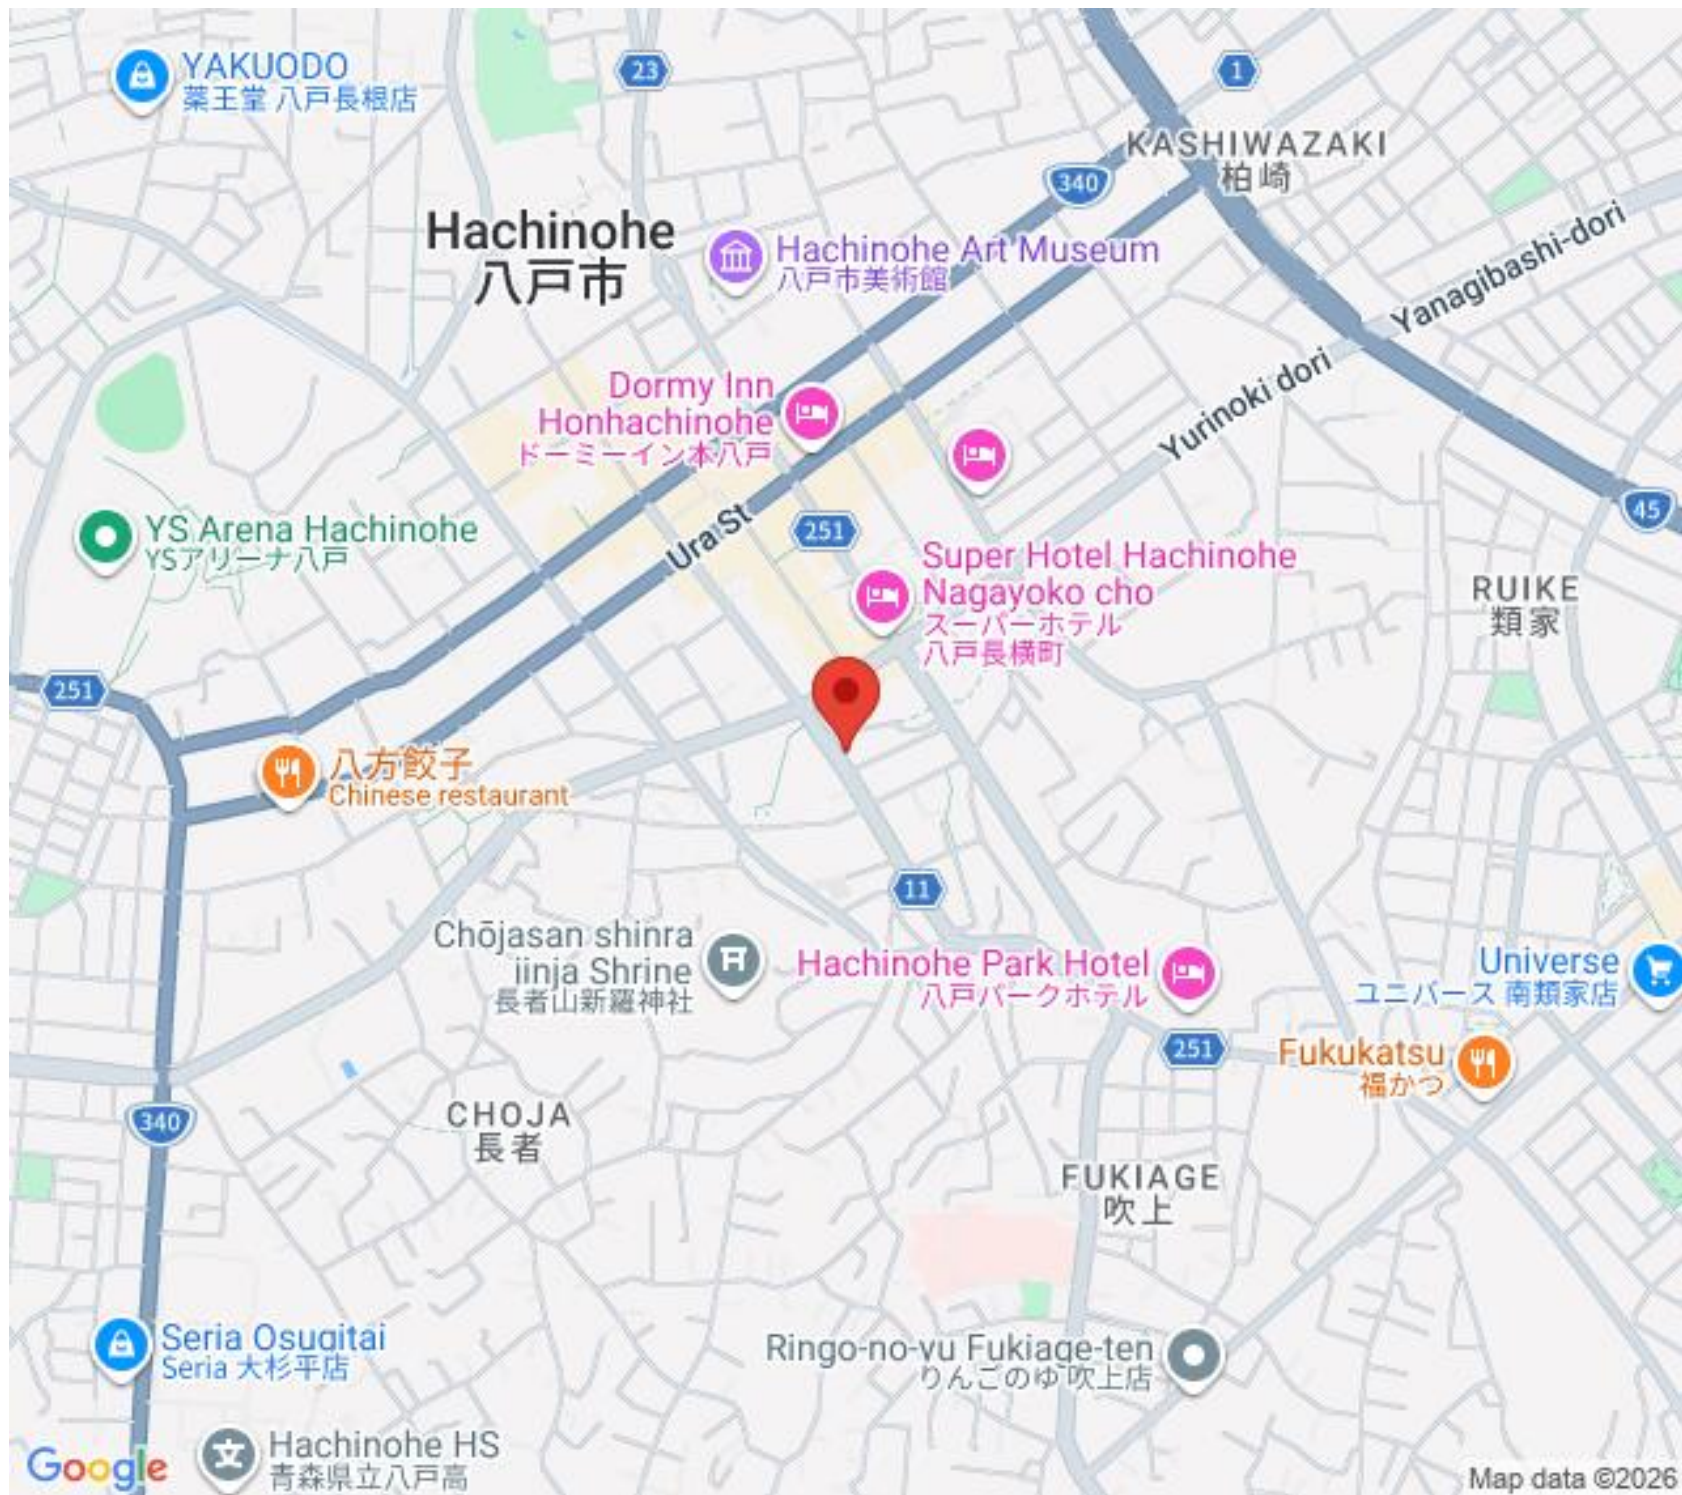 YAKUODO
薬王堂 八戸長根店
23
1
KASHIWAZAKI
柏崎
340
Hachinohe
八戸市
Hachinohe Art Museum
八戸市美術館
Yanagibashi-dori
Yurinoki dori
Dormy Inn
Honhachinohe
ドーミーイン本八戸
45
YS Arena Hachinohe
YSアリーナ八戸
Ura St
251
Super Hotel Hachinohe
Nagayoko cho
スーパーホテル
八戸長横町
RUIKE
類家
251
八方餃子
Chinese restaurant
11
Chōjasan shinra
jinja Shrine
長者山新羅神社
Hachinohe Park Hotel
八戸パークホテル
Universe
ユニバース 南類家店
251
Fukukatsu
福かつ
340
CHOJA
長者
FUKIAGE
吹上
Seria Osugitai
Seria 大杉平店
Ringo-no-yu Fukiage-ten
りんごのゆ 吹上店
Hachinohe HS
青森県立八戸高
Google
Map data ©2026